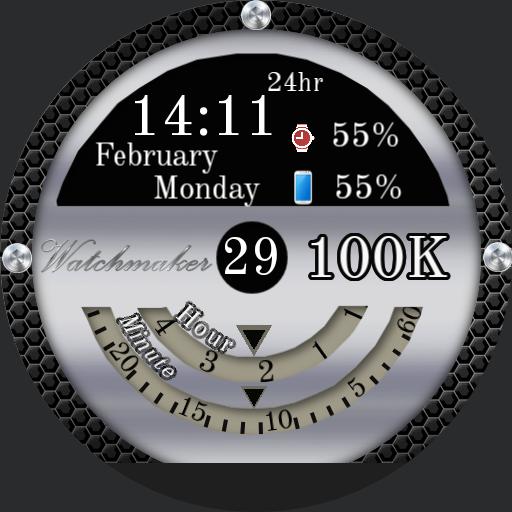 24hr
14:11
55%
February
Monday
55%
Watchmaker 29 100K
Hour
Minute
4 3 2 1 1
20 15 10 5 60